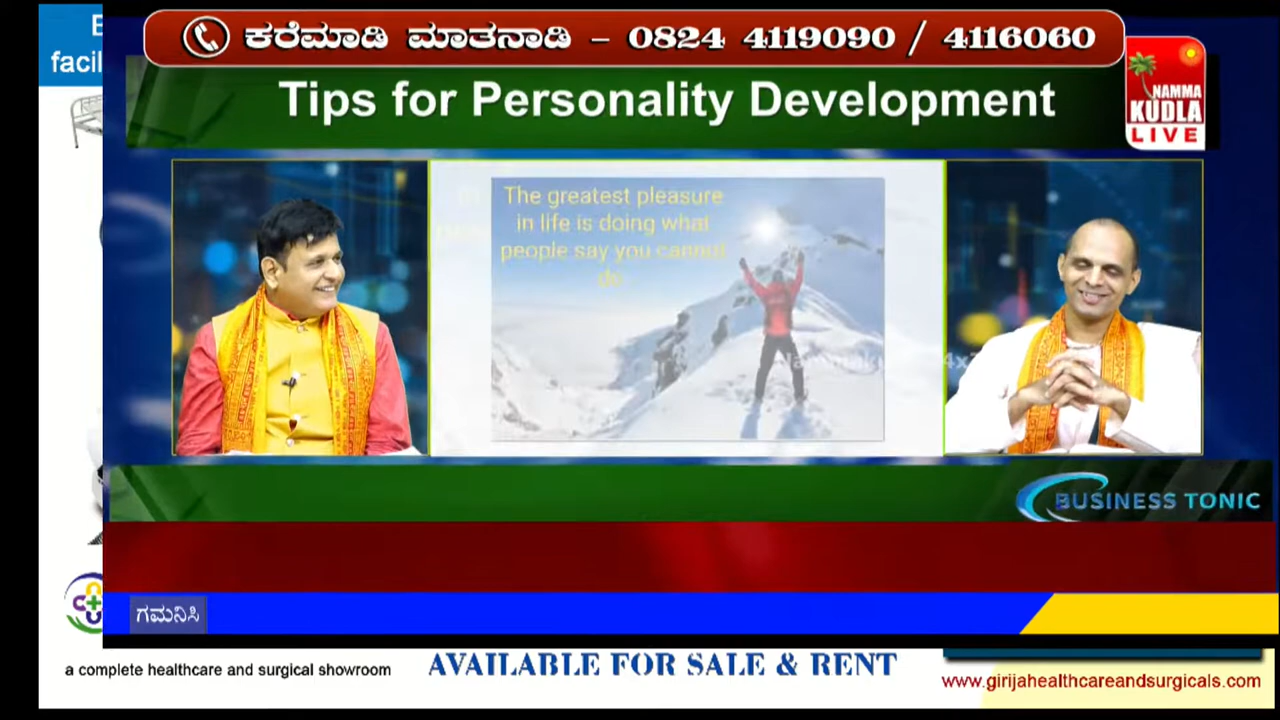 facil
ಕರೆಮಾಡಿ ಮಾತನಾಡಿ – 0824 4119090 / 4116060
Tips for Personality Development
NAMMA
KUDLA
LIVE
The greatest pleasure
in life is doing what
people say you cannot
do
BUSINESS TONIC
ಗಮನಿಸಿ
a complete healthcare and surgical showroom
AVAILABLE FOR SALE & RENT
www.girijahealthcareandsurgicals.com